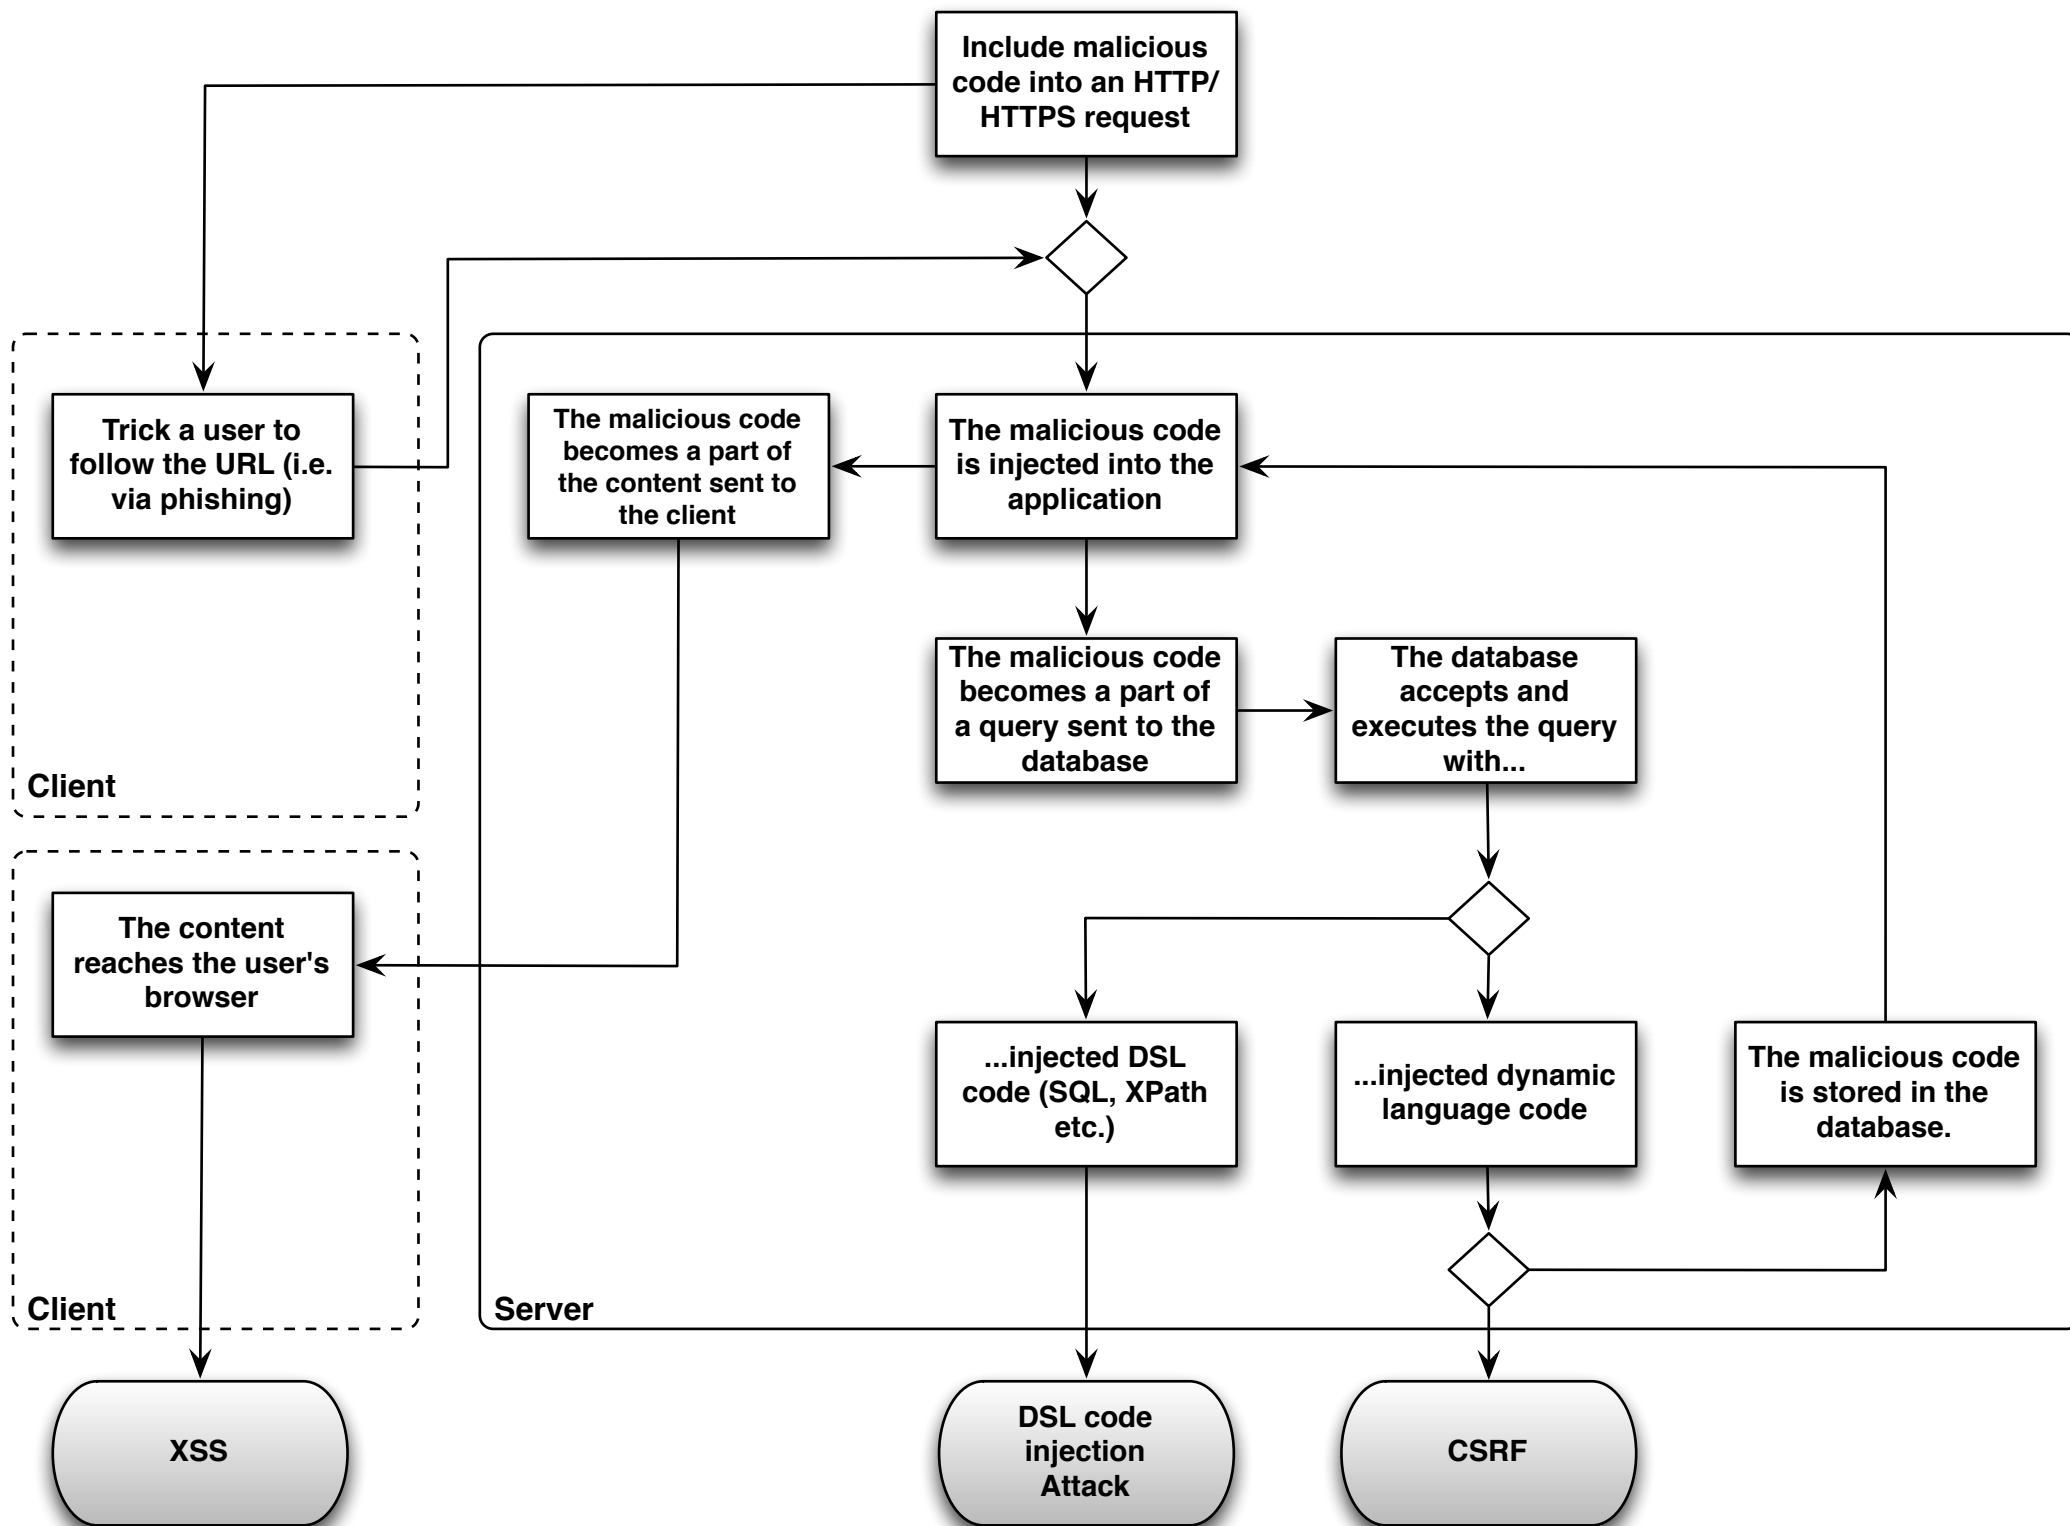 Include malicious
code into an HTTP/
HTTPS request
Trick a user to
follow the URL (i.e.
via phishing)
The malicious code
becomes a part of
the content sent to
the client
The malicious code
is injected into the
application
The malicious code
becomes a part of
a query sent to the
database
The database
accepts and
executes the query
with...
Client
The content
reaches the user's
browser
...injected DSL
code (SQL, XPath
etc.)
...injected dynamic
language code
The malicious code
is stored in the
database.
Client
Server
XSS
DSL code
injection
Attack
CSRF